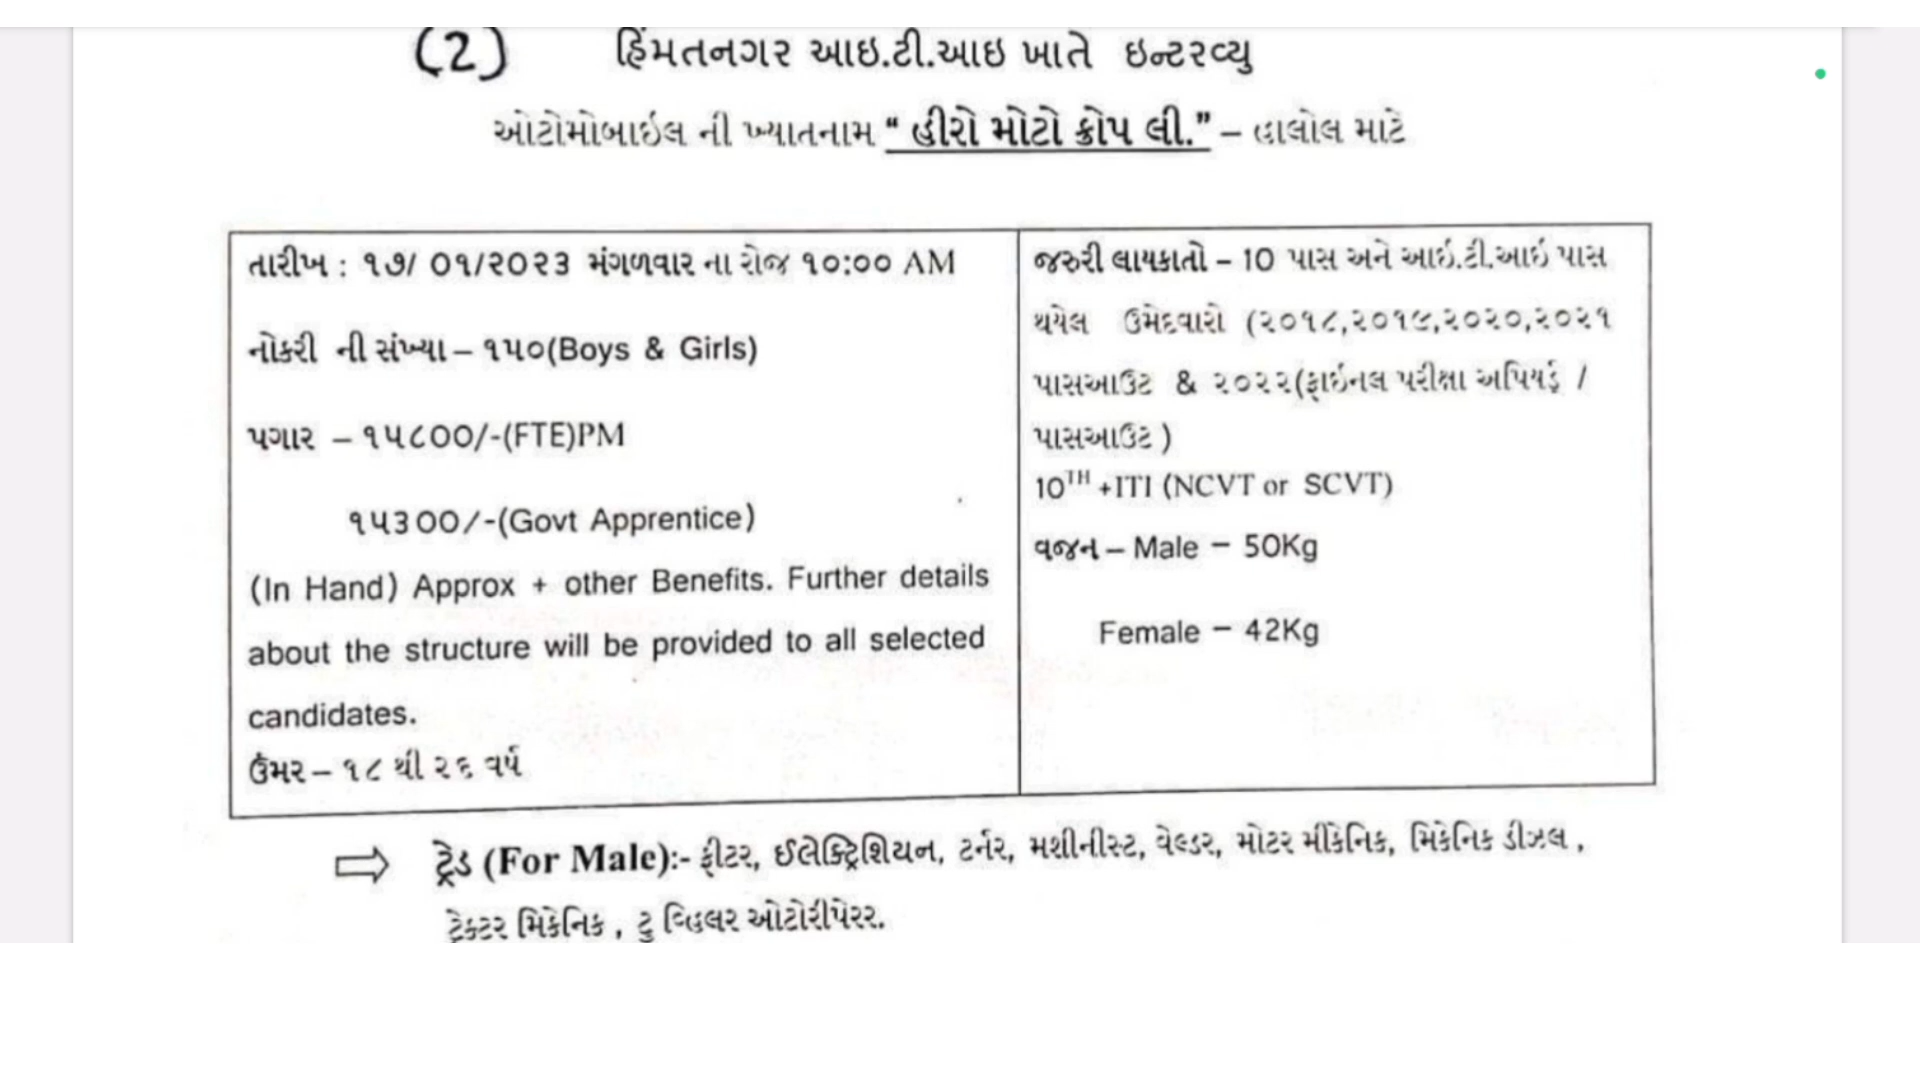 (2) હિંમતનગર આઇ.ટી.આઇ ખાતે ઇન્ટરવ્યુ
ઓટોમોબાઇલ ની ખ્યાતનામ “ હીરો મોટો ક્રોપ લી.” – હાલોલ માટે
તારીખ : ૧૭/ ૦૧/૨૦૨૩ મંગળવાર ના રોજ ૧૦:૦૦ AM
નોકરી ની સંખ્યા – ૧૫૦(Boys & Girls)
પગાર – ૧૫૮૦૦/-(FTE)PM
૧૫૩૦૦/-(Govt Apprentice)
(In Hand) Approx + other Benefits. Further details
about the structure will be provided to all selected
candidates.
ઉંમર – ૧૮ થી ૨૬ વર્ષ
જરુરી લાયકાતો – 10 પાસ અને આઇ.ટી.આઇ પાસ
થયેલ ઉમેદવારો (૨૦૧૮,૨૦૧૯,૨૦૨૦,૨૦૨૧
પાસઆઉટ & ૨૦૨૨(ફાઇનલ પરીક્ષા અપિયર્ડ /
પાસઆઉટ )
10TH +ITI (NCVT or SCVT)
વજન – Male – 50Kg
Female – 42Kg
ટ્રેડ (For Male):- ફીટર, ઈલેક્ટ્રિશિયન, ટર્નર, મશીનીસ્ટ, વેલ્ડર, મોટર મીકેનિક, મિકેનિક ડીઝલ ,
ટ્રેક્ટર મિકેનિક , ટુ વ્હિલર ઓટોરીપેરર.